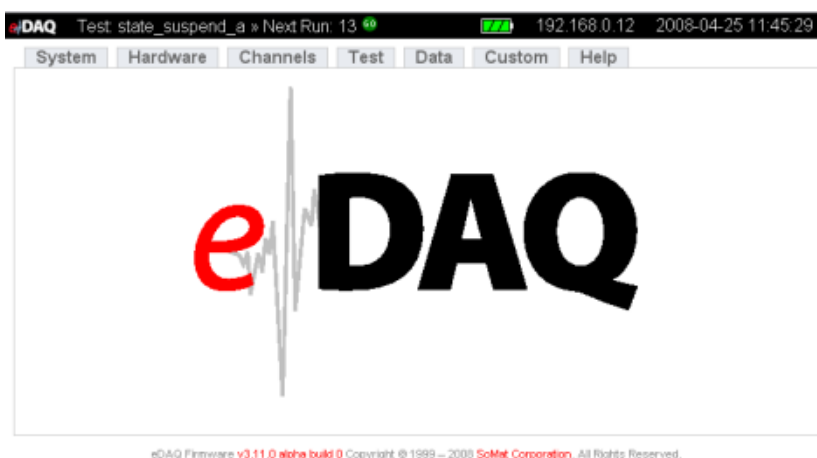 eDAQ Test: state_suspend_a » Next Run: 13 GO 192.168.0.12 2008-04-25 11:45:29
System Hardware Channels Test Data Custom Help
eDAQ
eDAQ Firmware v3.11.0 alpha build 0 Copyright © 1999 – 2008 SoMat Corporation. All Rights Reserved.